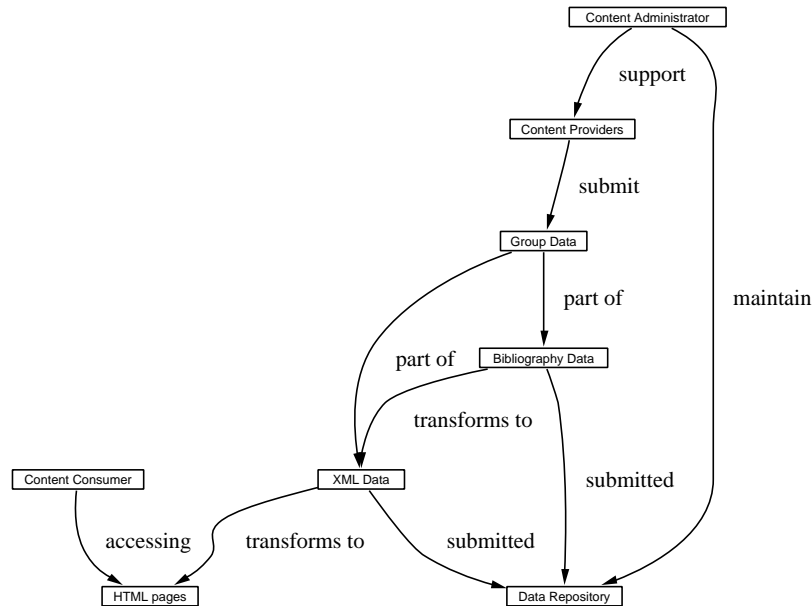 Content Administrator
support
Content Providers
submit
Group Data
part of
maintain
part of
Bibliography Data
transforms to
Content Consumer
XML Data
submitted
accessing
transforms to
submitted
HTML pages
Data Repository